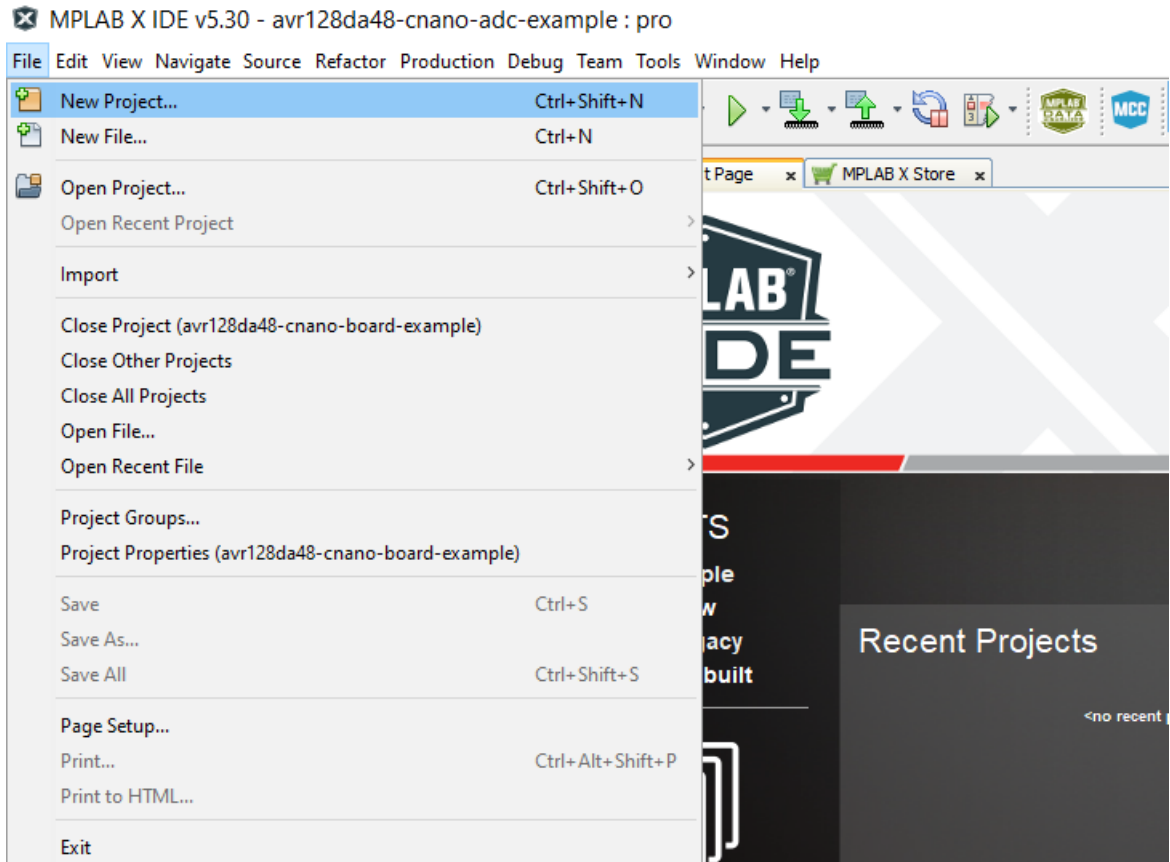 MPLAB X IDE v5.30 - avr128da48-cnano-adc-example : pro
File Edit View Navigate Source Refactor Production Debug Team Tools Window Help
New Project... Ctrl+Shift+N
New File... Ctrl+N
Open Project... Ctrl+Shift+O
Open Recent Project
Import
Close Project (avr128da48-cnano-board-example)
Close Other Projects
Close All Projects
Open File...
Open Recent File
Project Groups...
Project Properties (avr128da48-cnano-board-example)
Save Ctrl+S
Save As...
Save All Ctrl+Shift+S
Page Setup...
Print... Ctrl+Alt+Shift+P
Print to HTML...
Exit
MPLAB DATA
MCC
t Page x MPLAB X Store x
LAB®
DE
TS
ple
w
gacy
built
Recent Projects
<no recent p